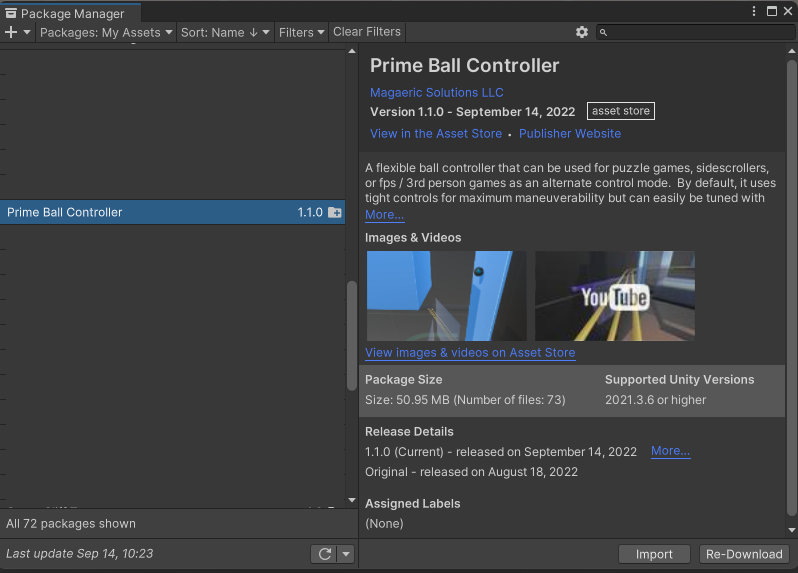 Package Manager
Packages: My Assets Sort: Name ↓ Filters Clear Filters
Prime Ball Controller 1.1.0
All 72 packages shown
Last update Sep 14, 10:23
Prime Ball Controller
Magaeric Solutions LLC
Version 1.1.0 - September 14, 2022 asset store
View in the Asset Store • Publisher Website
A flexible ball controller that can be used for puzzle games, sidescrollers,
or fps / 3rd person games as an alternate control mode. By default, it uses
tight controls for maximum maneuverability but can easily be tuned with
More...
Images & Videos
YouTube
View images & videos on Asset Store
Package Size Supported Unity Versions
Size: 50.95 MB (Number of files: 73) 2021.3.6 or higher
Release Details
1.1.0 (Current) - released on September 14, 2022 More...
Original - released on August 18, 2022
Assigned Labels
(None)
Import Re-Download